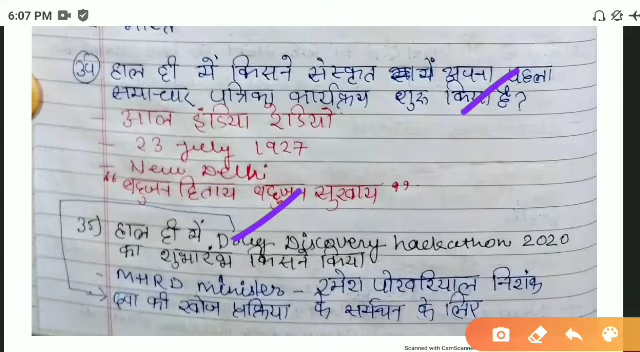 6:07 PM
34) हाल ही में किसने संस्कृत में अपना पहला
समाचार पत्रिका कार्यक्रम शुरू किया है?
आल इंडिया रेडियो
- 23 July 1927
- New Delhi
"बहुजन हिताय बहुजन सुखाय"
35) हाल ही में Drug Discovery hackathon 2020
का शुभारंभ किसने किया
- MHRD minister - रमेश पोखरियाल निशंक
दवा की खोज प्रक्रिया के समर्थन के लिए
Scanned with CamScanner